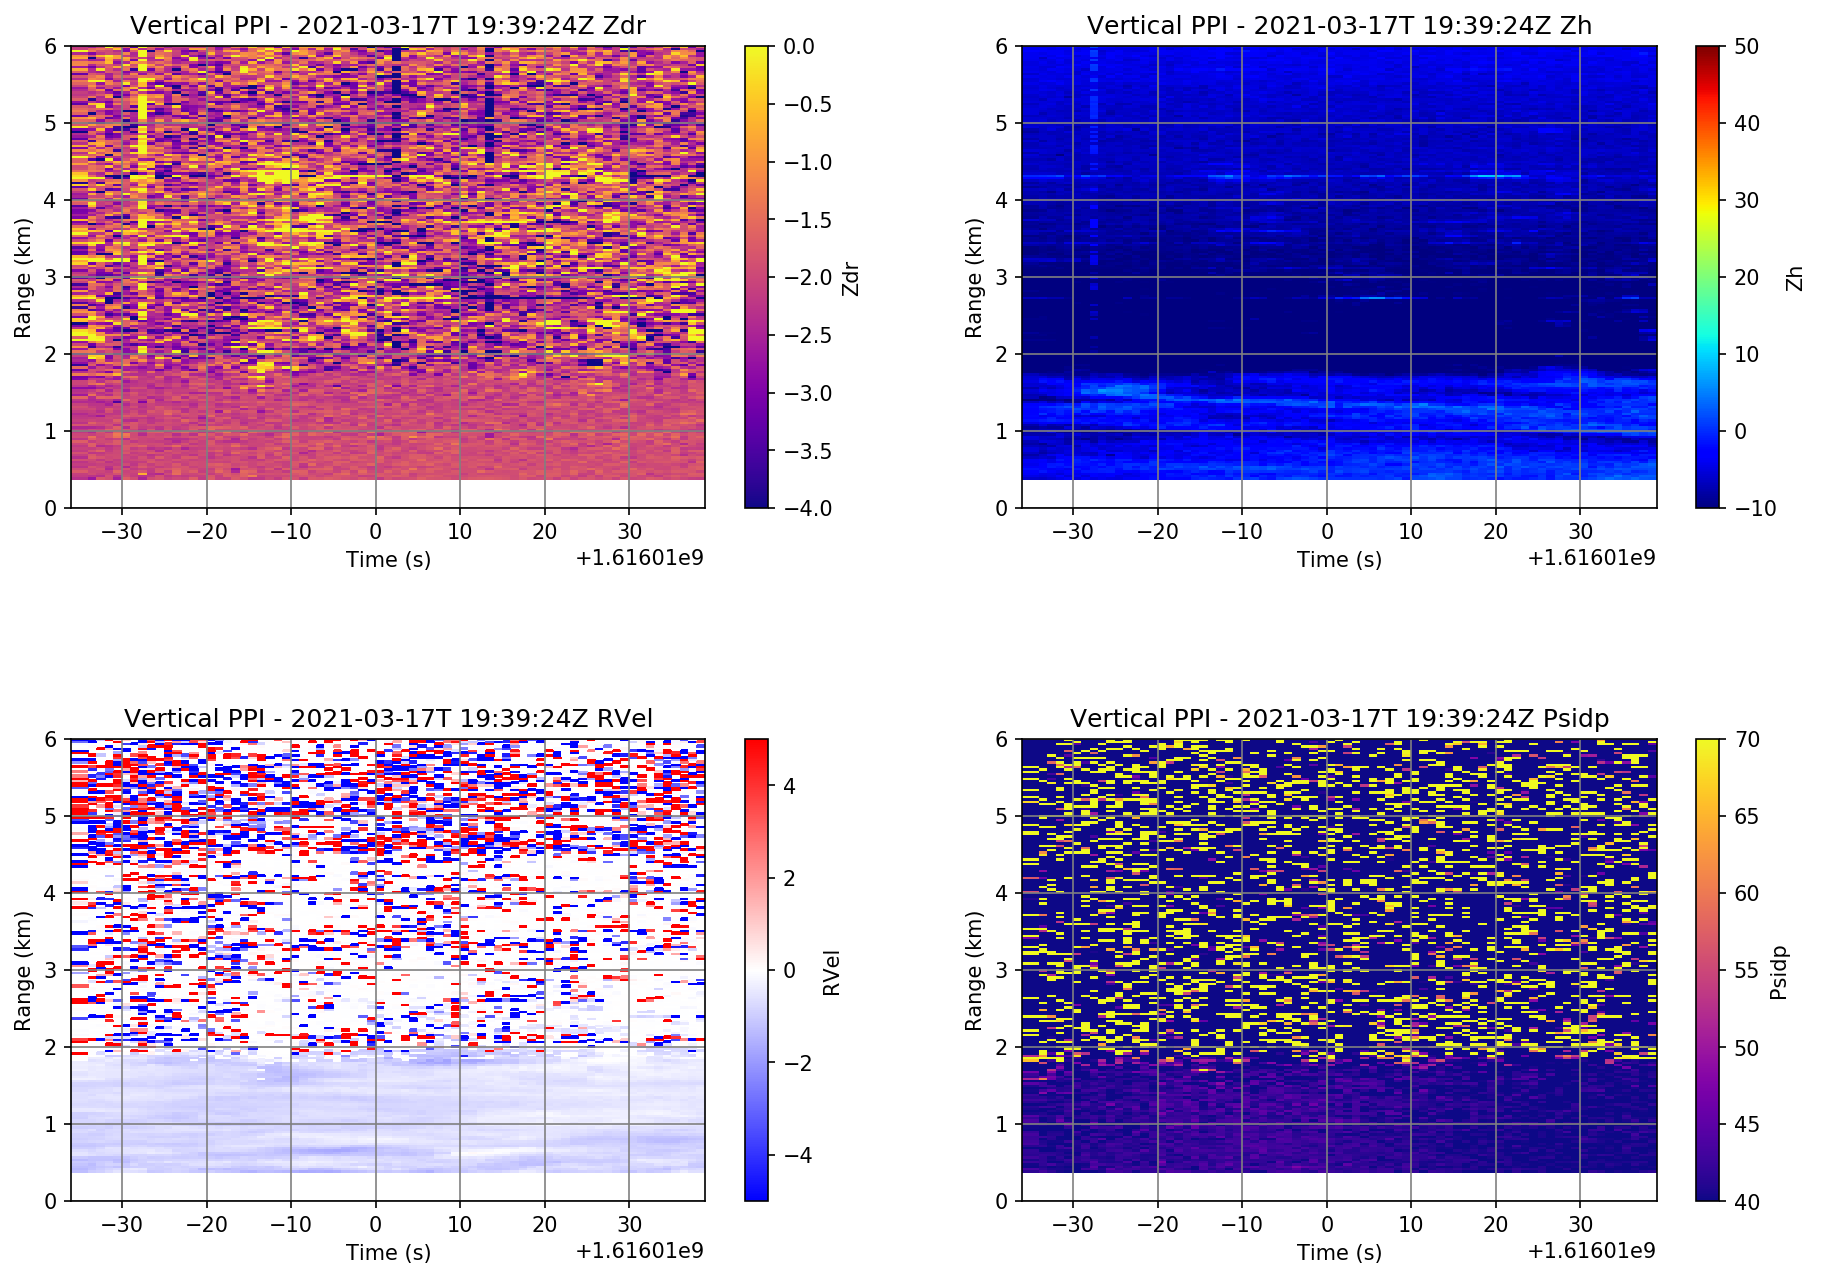 Vertical PPI - 2021-03-17T 19:39:24Z Zdr
6
5
4
3
2
1
0
Range (km)
−30 −20 −10 0 10 20 30
Time (s)
+1.61601e9
0.0
−0.5
−1.0
−1.5
−2.0
−2.5
−3.0
−3.5
−4.0
Zdr
Vertical PPI - 2021-03-17T 19:39:24Z Zh
6
5
4
3
2
1
0
Range (km)
−30 −20 −10 0 10 20 30
Time (s)
+1.61601e9
50
40
30
20
10
0
−10
Zh
Vertical PPI - 2021-03-17T 19:39:24Z RVel
6
5
4
3
2
1
0
Range (km)
−30 −20 −10 0 10 20 30
Time (s)
+1.61601e9
4
2
0
−2
−4
RVel
Vertical PPI - 2021-03-17T 19:39:24Z Psidp
6
5
4
3
2
1
0
Range (km)
−30 −20 −10 0 10 20 30
Time (s)
+1.61601e9
70
65
60
55
50
45
40
Psidp